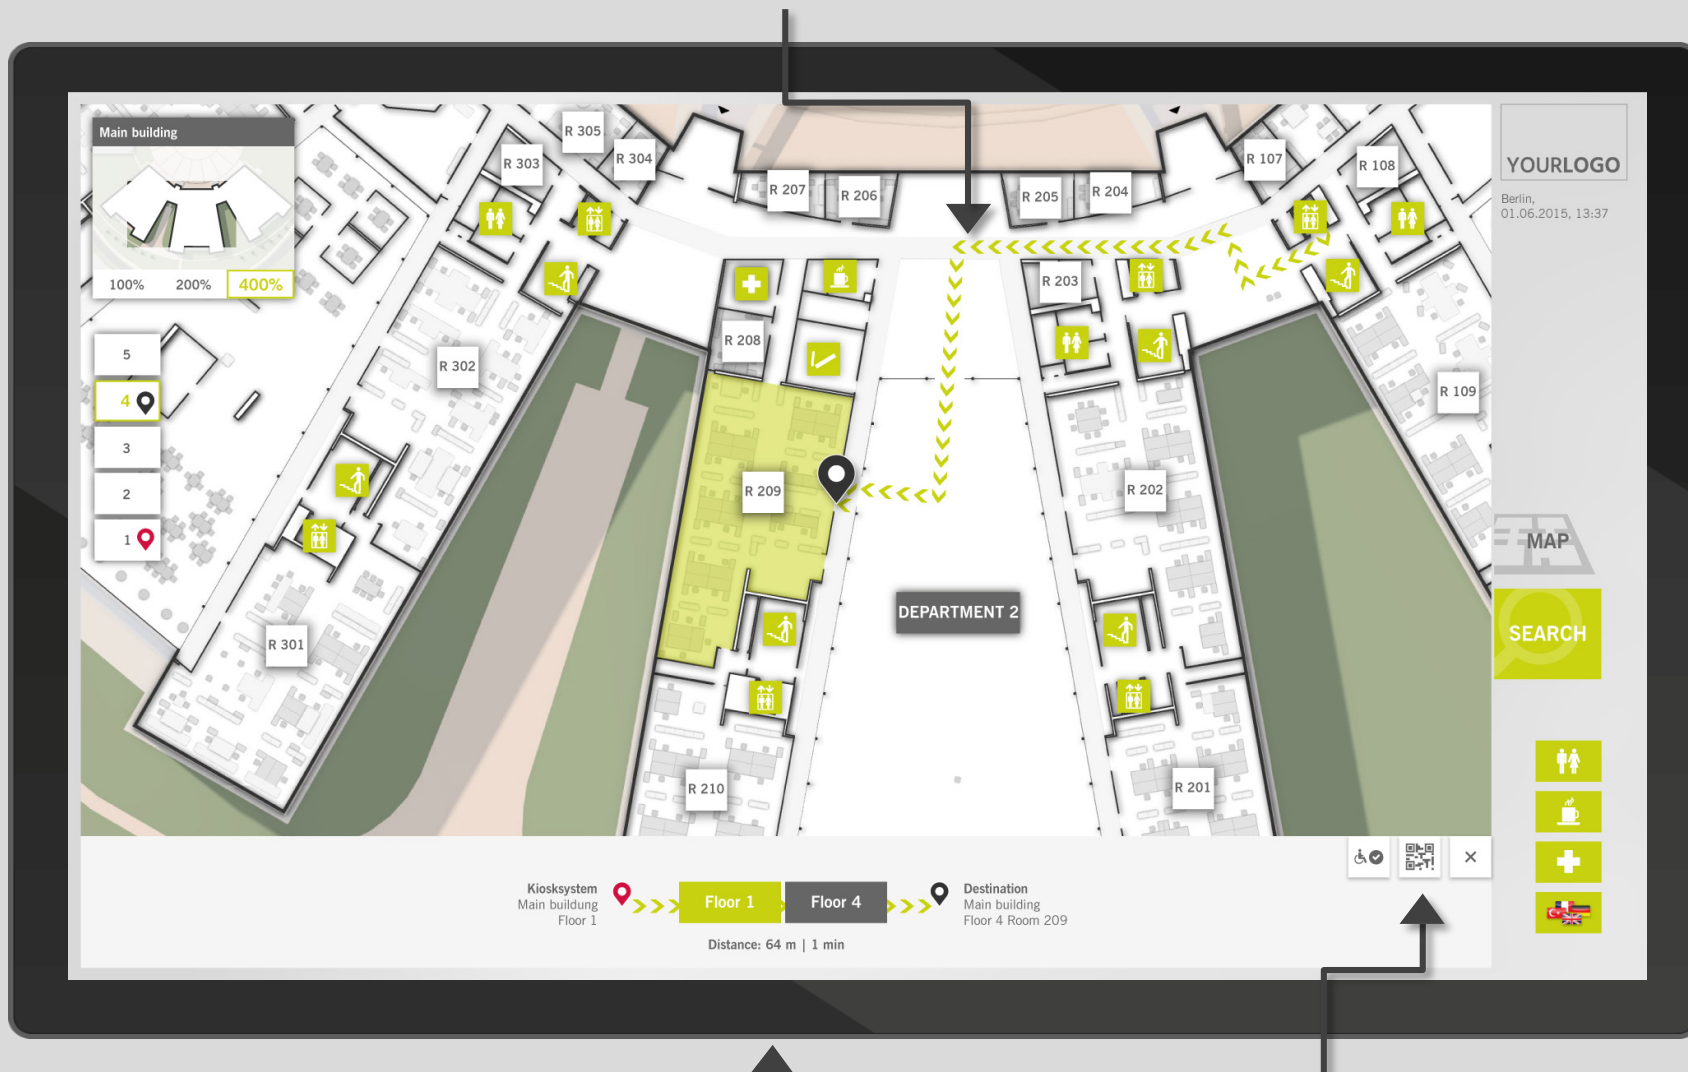 Main building
100% 200% 400%
5
4
3
2
1
R 305
R 303
R 304
R 207
R 206
R 205
R 204
R 107
R 108
R 203
R 208
R 302
R 109
R 209
R 202
DEPARTMENT 2
R 301
R 210
R 201
YOURLOGO
Berlin,
01.06.2015, 13:37
MAP
SEARCH
Kiosksystem
Main buildung
Floor 1
Floor 1
Floor 4
Destination
Main building
Floor 4 Room 209
Distance: 64 m | 1 min